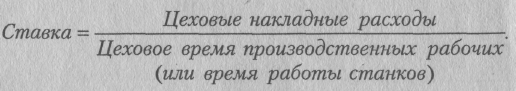 Цеховые накладные расходы
Ставка =
Цеховое время производственных рабочих
(или время работы станков)
.